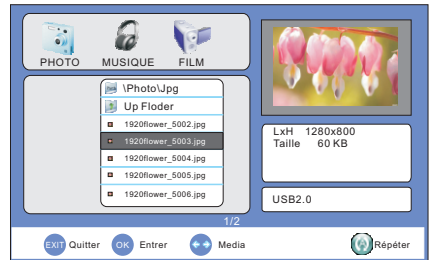 PHOTO MUSIQUE FILM
\Photo\Jpg
Up Floder
1920flower_5002.jpg
1920flower_5003.jpg
1920flower_5004.jpg
1920flower_5005.jpg
1920flower_5006.jpg
LxH 1280x800
Taille 60 KB
USB2.0
1/2
EXIT Quitter OK Entrer Media Répéter